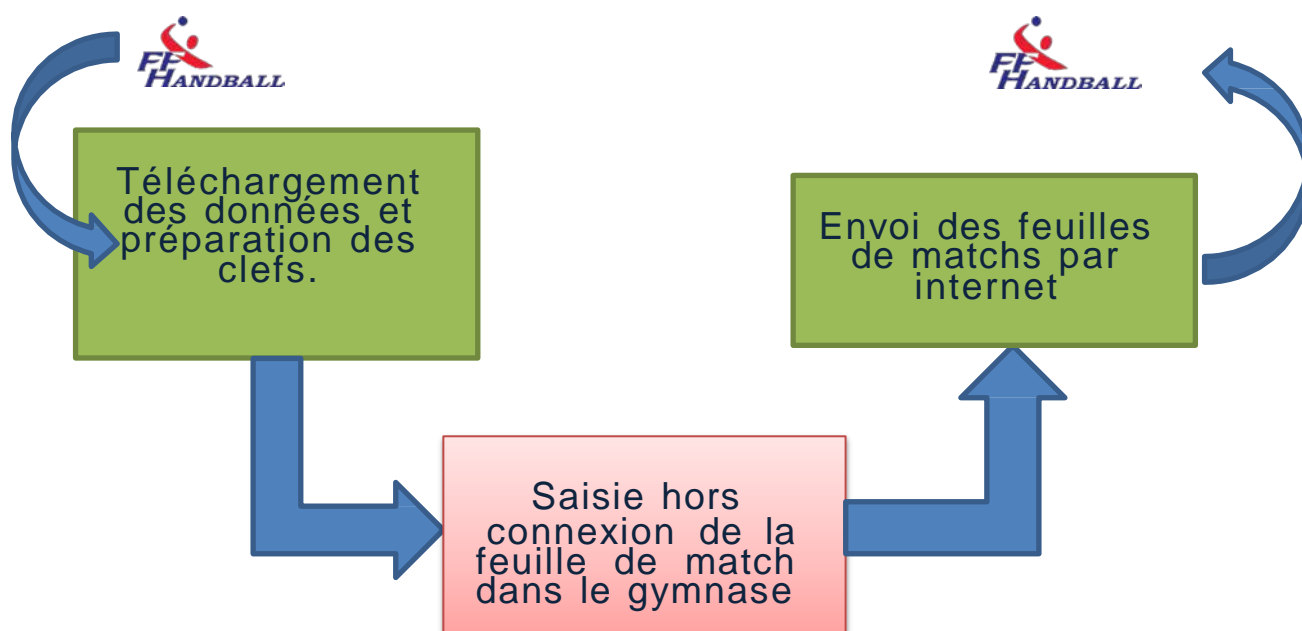 FF
HANDBALL
FF
HANDBALL
Téléchargement
des données et
préparation des
clefs.
Envoi des feuilles
de matchs par
internet
Saisie hors
connexion de la
feuille de match
dans le gymnase